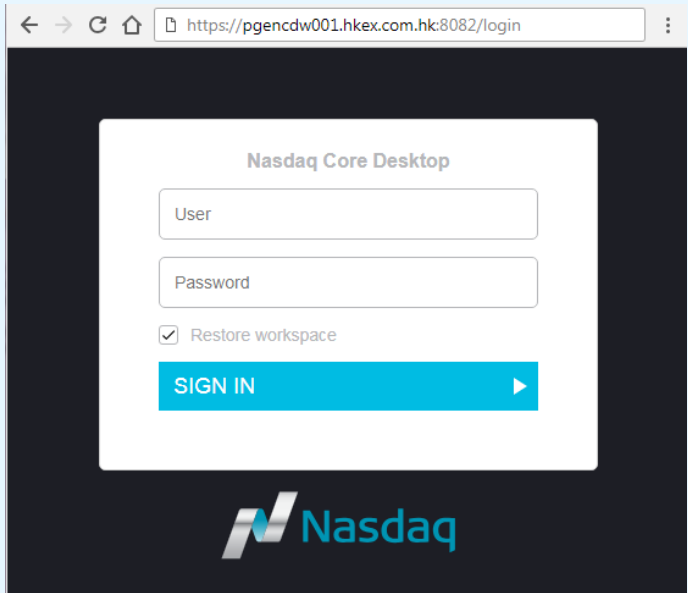 https://pgencdw001.hkex.com.hk:8082/login
Nasdaq Core Desktop
User
Password
Restore workspace
SIGN IN
Nasdaq